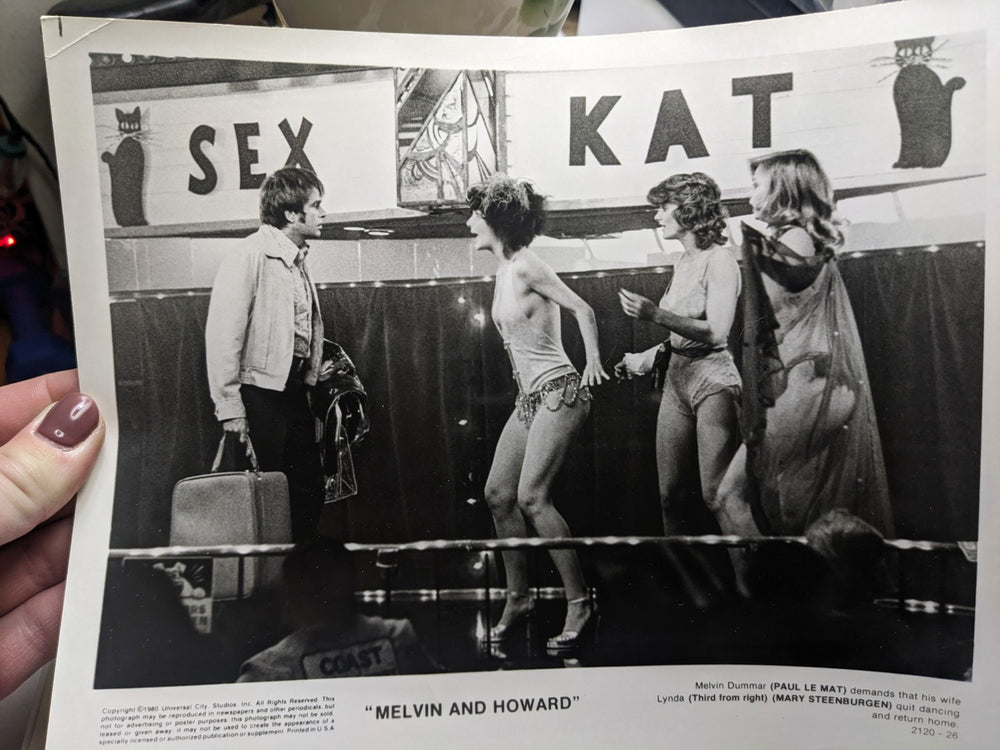 SEX KAT
COAST
Copyright ©1980 Universal City Studios, Inc. All Rights Reserved. This
photograph may be reproduced in newspapers and other periodicals, but
not for advertising or poster purposes; this photograph may not be sold,
leased or given away; it may not be used to create the appearance of a
specially licensed or authorized publication or supplement. Printed in U S A
"MELVIN AND HOWARD"
Melvin Dummar (PAUL LE MAT) demands that his wife
Lynda (Third from right) (MARY STEENBURGEN) quit dancing
and return home.
2120 - 26